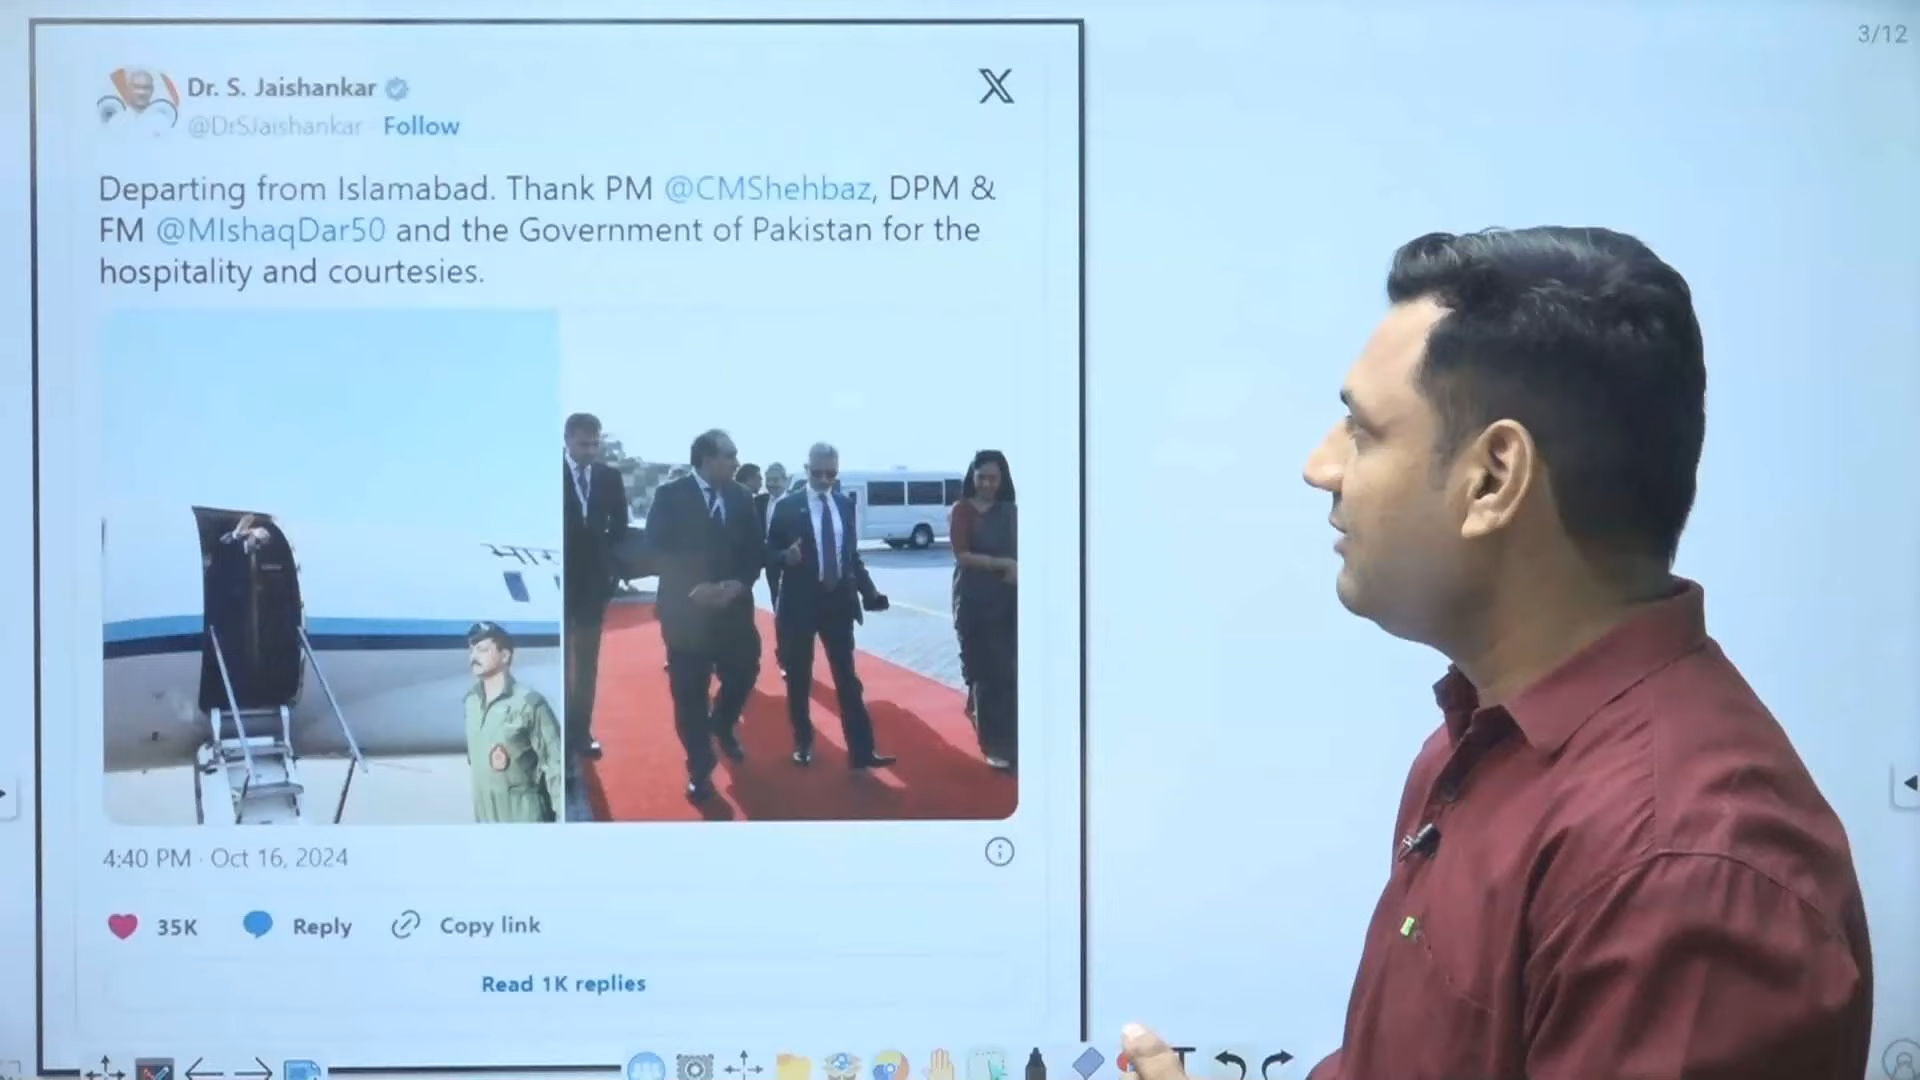 3/12
Dr. S. Jaishankar
@DrSJaishankar · Follow
Departing from Islamabad. Thank PM @CMShehbaz, DPM &
FM @MIshaqDar50 and the Government of Pakistan for the
hospitality and courtesies.
4:40 PM · Oct 16, 2024
35K Reply Copy link
Read 1K replies